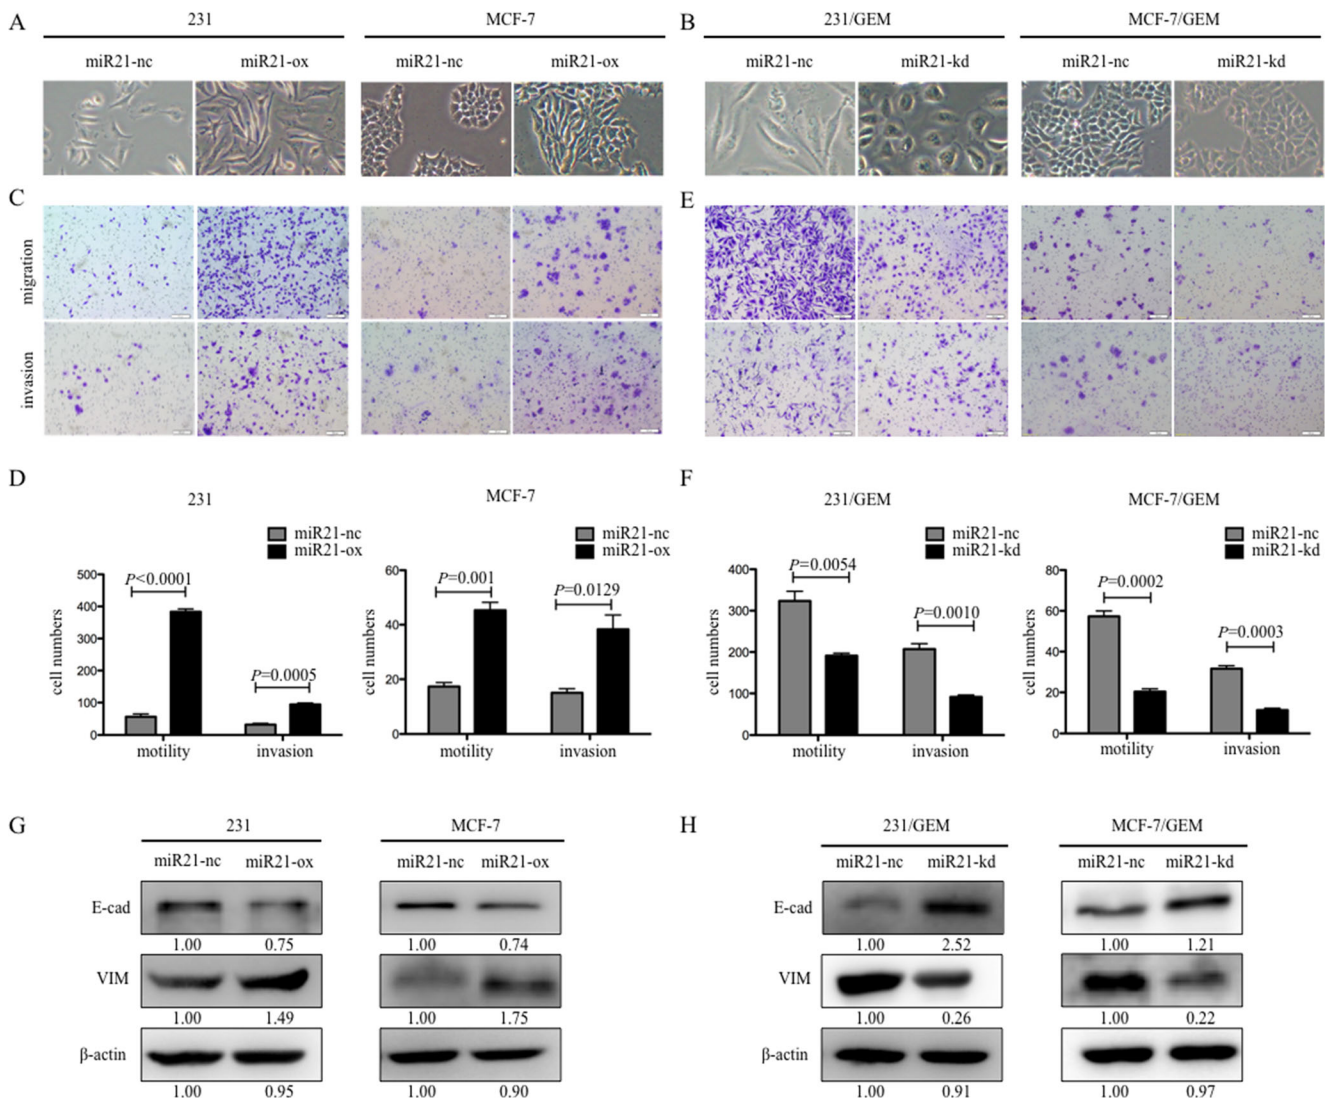 A 231 MCF-7
miR21-nc miR21-ox miR21-nc miR21-ox
B 231/GEM MCF-7/GEM
miR21-nc miR21-kd miR21-nc miR21-kd
C
migration
invasion
E
D
231
miR21-nc
miR21-ox
cell numbers
500
400
300
200
100
0
P<0.0001
P=0.0005
motility invasion
MCF-7
miR21-nc
miR21-ox
cell numbers
60
40
20
0
P=0.001
P=0.0129
motility invasion
F
231/GEM
miR21-nc
miR21-kd
cell numbers
400
300
200
100
0
P=0.0054
P=0.0010
motility invasion
MCF-7/GEM
miR21-nc
miR21-kd
cell numbers
80
60
40
20
0
P=0.0002
P=0.0003
motility invasion
G 231 MCF-7
miR21-nc miR21-ox miR21-nc miR21-ox
E-cad
1.00 0.75 1.00 0.74
VIM
1.00 1.49 1.00 1.75
β-actin
1.00 0.95 1.00 0.90
H 231/GEM MCF-7/GEM
miR21-nc miR21-kd miR21-nc miR21-kd
E-cad
1.00 2.52 1.00 1.21
VIM
1.00 0.26 1.00 0.22
β-actin
1.00 0.91 1.00 0.97